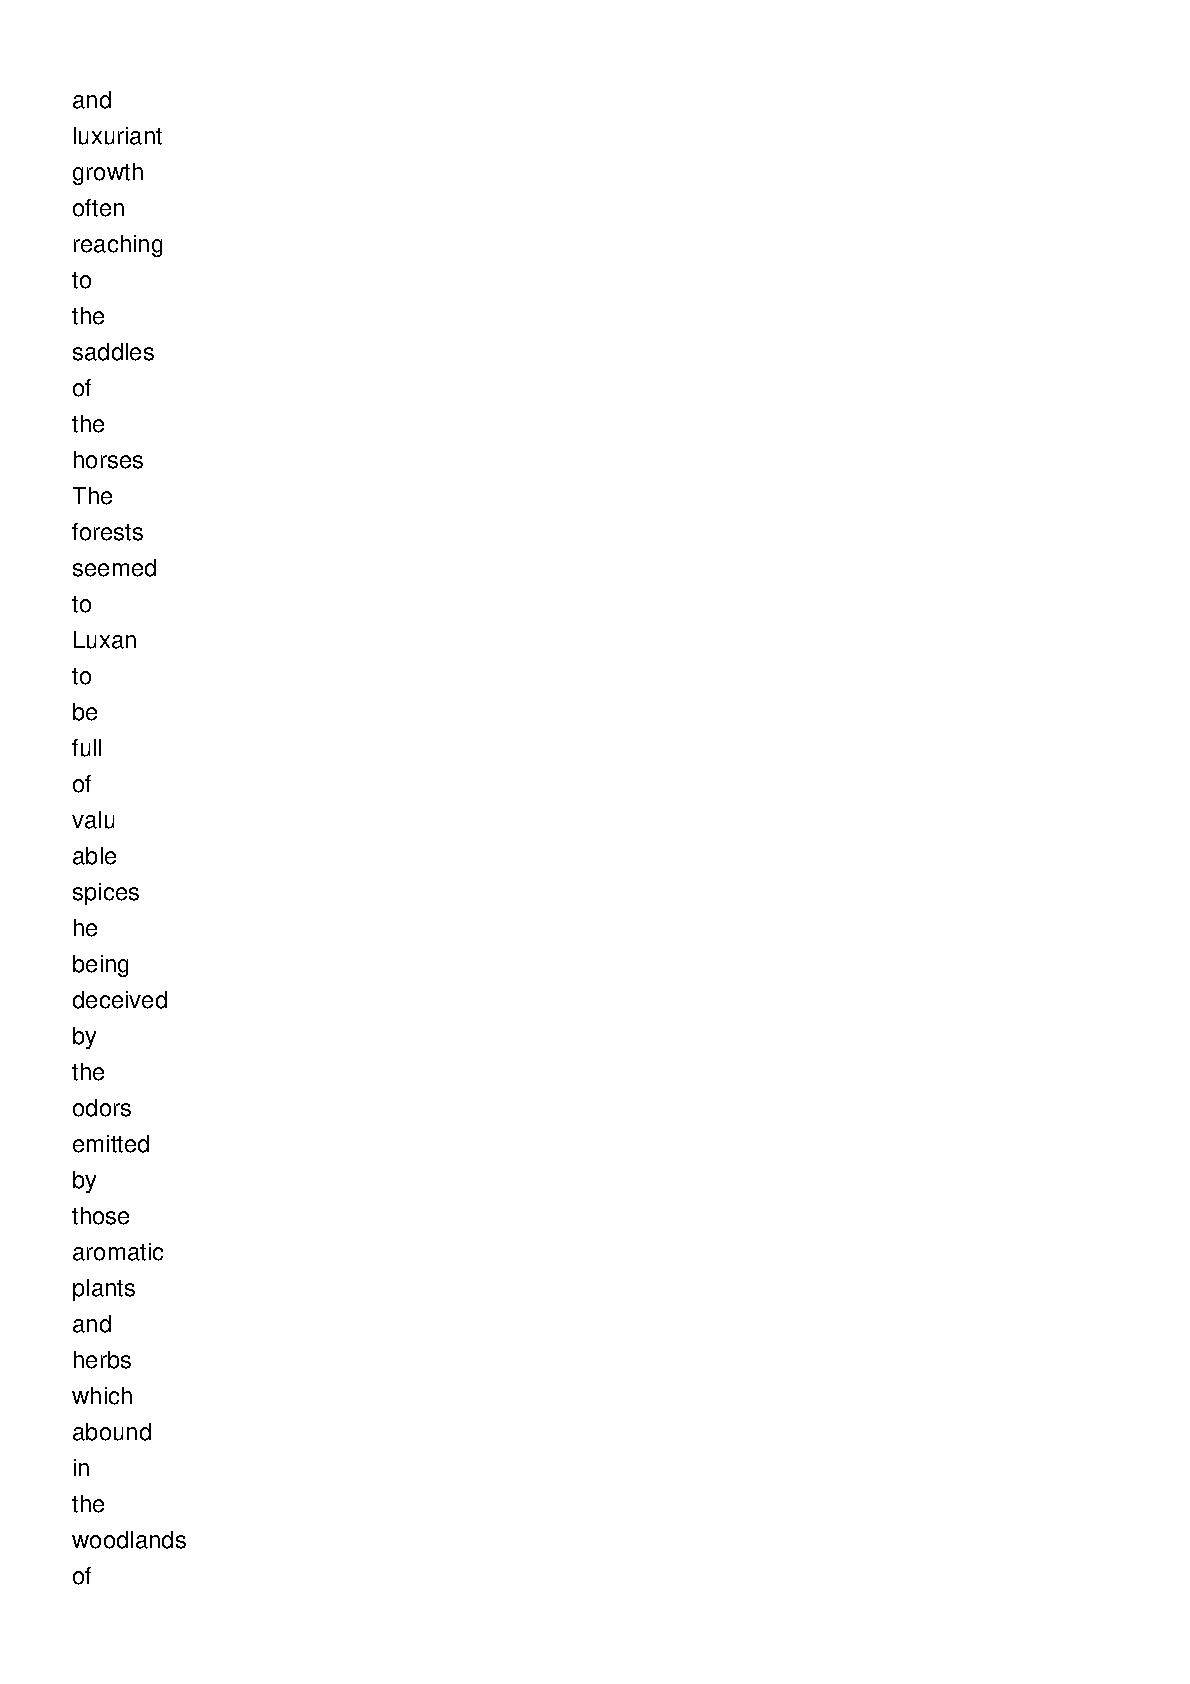 and
luxuriant
growth
often
reaching
to
the
saddles
of
the
horses
The
forests
seemed
to
Luxan
to
be
full
of
valu
able
spices
he
being
deceived
by
the
odors
emitted
by
those
aromatic
plants
and
herbs
which
abound
in
the
woodlands
of